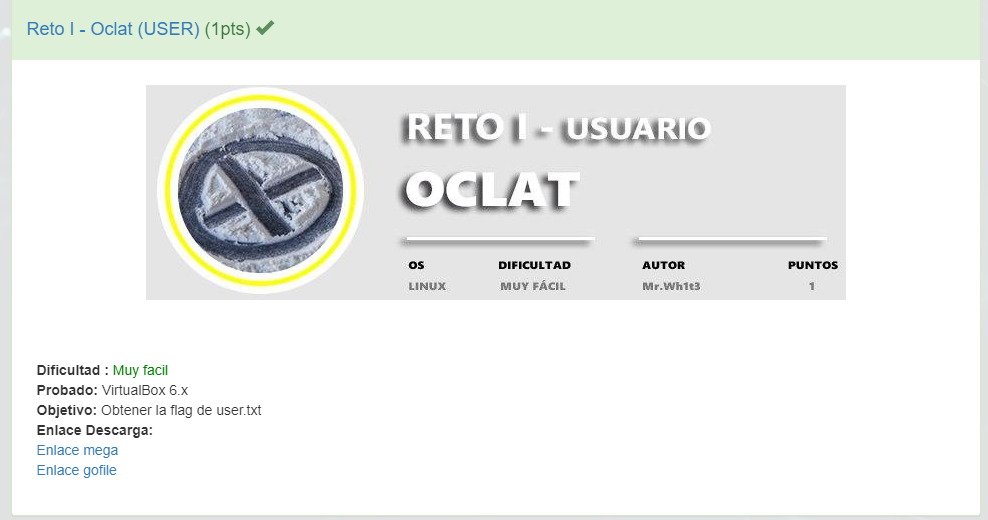 Reto I - Oclat (USER) (1pts)
RETO I - USUARIO
OCLAT
OS DIFICULTAD AUTOR PUNTOS
LINUX MUY FÁCIL Mr.Wh1t3 1
Dificultad : Muy facil
Probado: VirtualBox 6.x
Objetivo: Obtener la flag de user.txt
Enlace Descarga:
Enlace mega
Enlace gofile